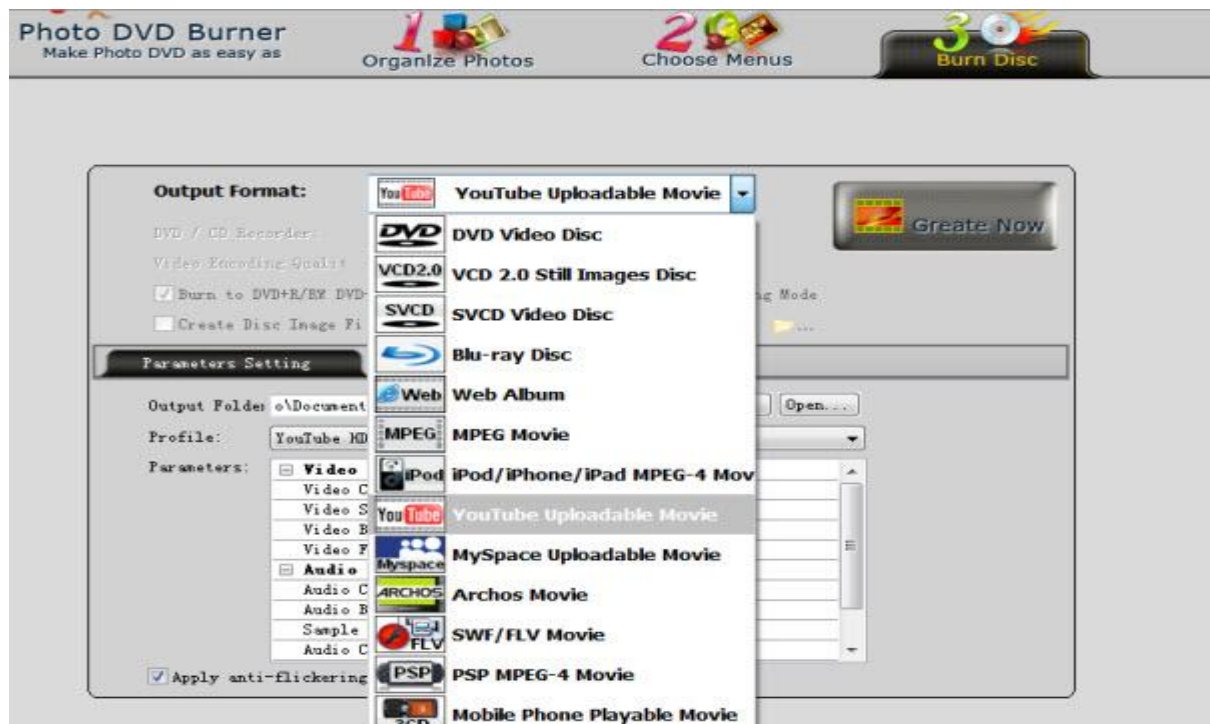 Photo DVD Burner
Make Photo DVD as easy as
1
Organize Photos
2
Choose Menus
3
Burn Disc
Output Format:
YouTube
YouTube Uploadable Movie
Greate Now
DVD / CD Recorder:
Video Encoding Qualit
Burn to DVD+R/RW DVD-
ng Mode
Create Disc Image Fi
...
DVD
DVD Video Disc
VCD2.0
VCD 2.0 Still Images Disc
SVCD
SVCD Video Disc
Blu-ray Disc
Web
Web Album
MPEG
MPEG Movie
iPod
iPod/iPhone/iPad MPEG-4 Mov
YouTube
YouTube Uploadable Movie
Myspace
MySpace Uploadable Movie
ARCHOS
Archos Movie
FLV
SWF/FLV Movie
PSP
PSP MPEG-4 Movie
Mobile Phone Playable Movie
Parameters Setting
Output Folder
o\Document
Open...
Profile:
YouTube HD
Parameters:
Video
Video C
Video S
Video B
Video F
Audio
Audio C
Audio B
Sample
Audio C
Apply anti-flickering